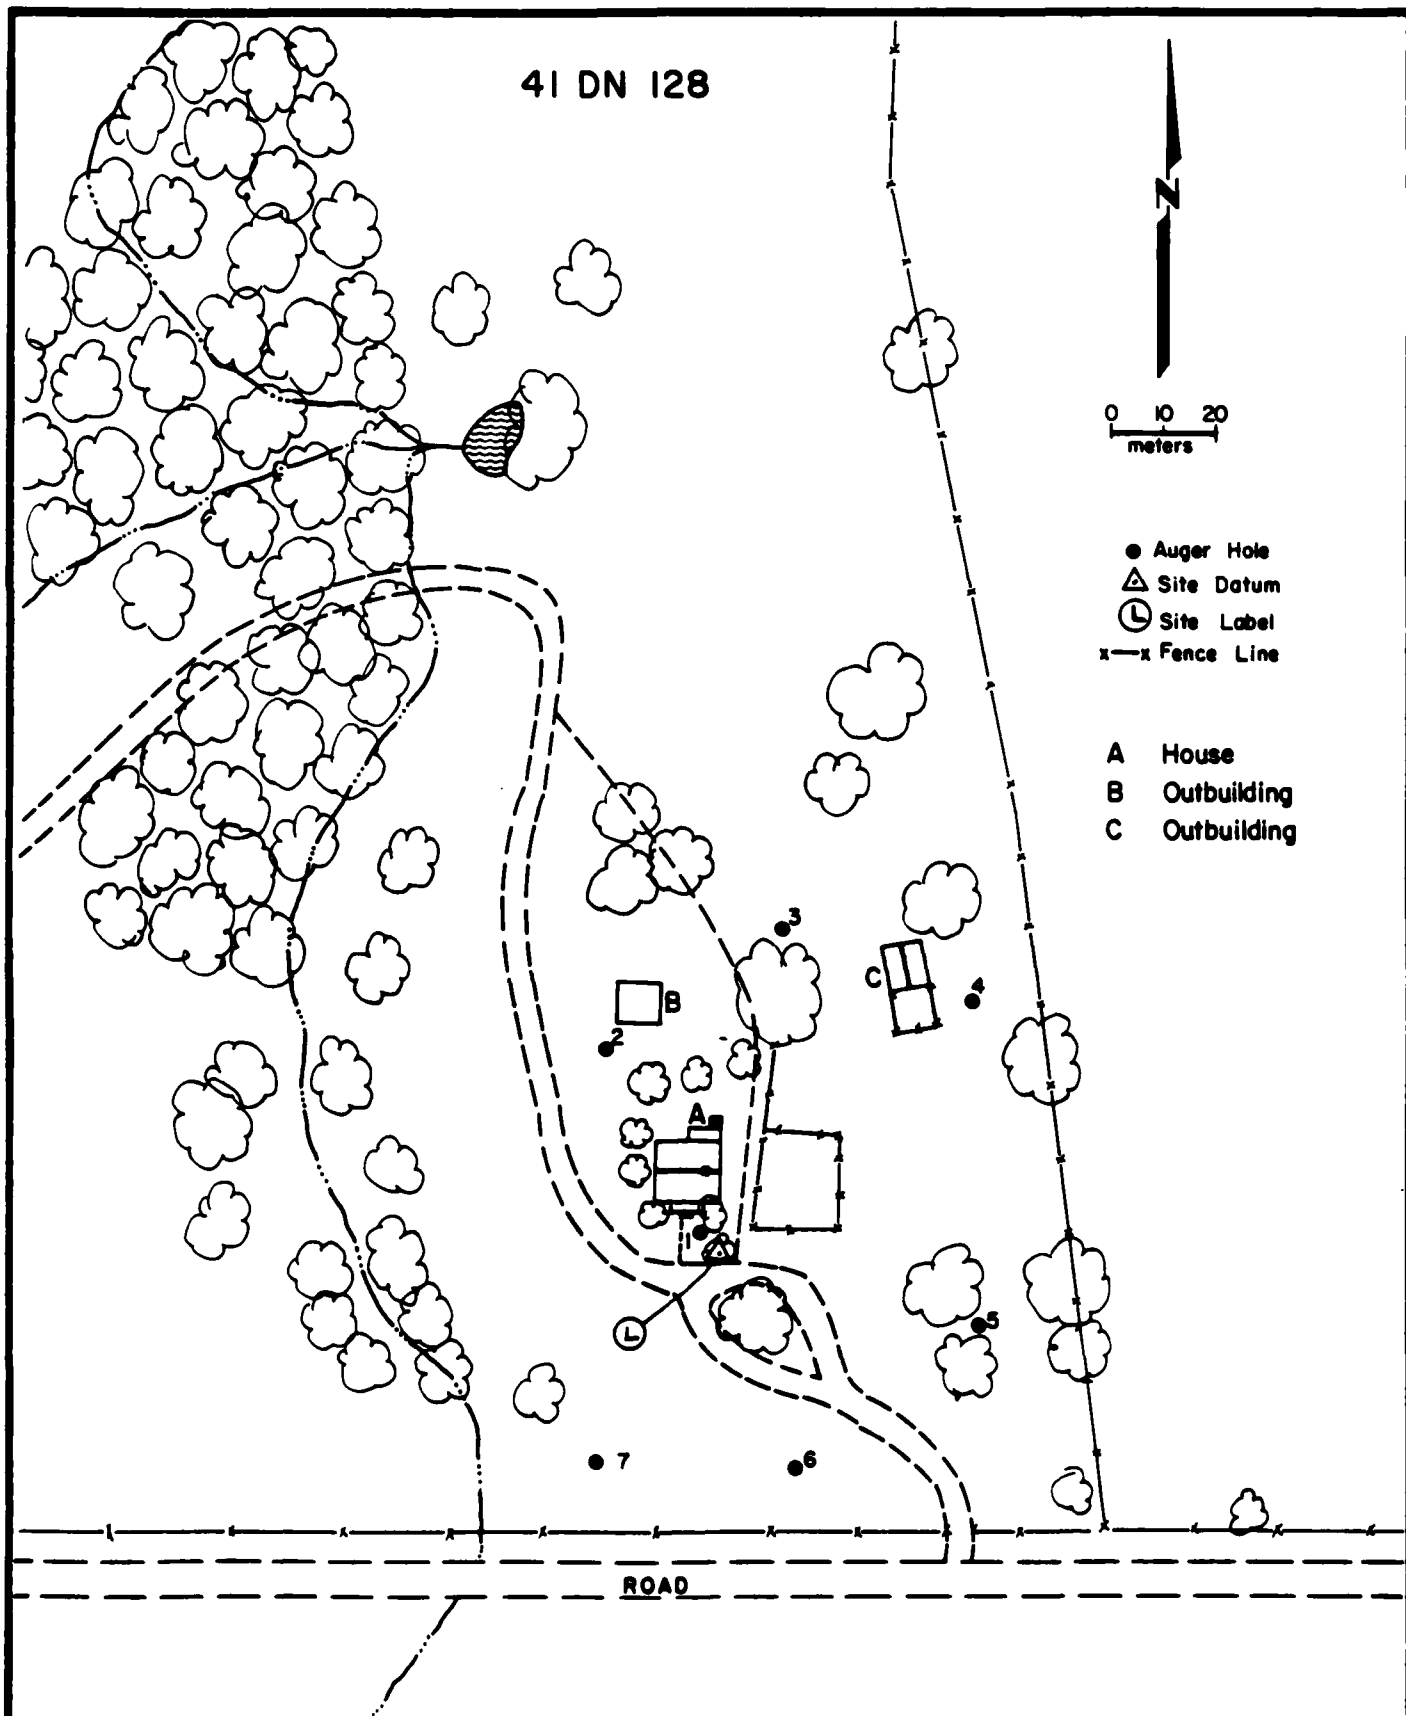 41 DN 128
N
0 10 20
meters
Auger Hole
Site Datum
L Site Label
x—x Fence Line
A House
B Outbuilding
C Outbuilding
3
C
4
B
2
A
1
L
5
7
6
ROAD